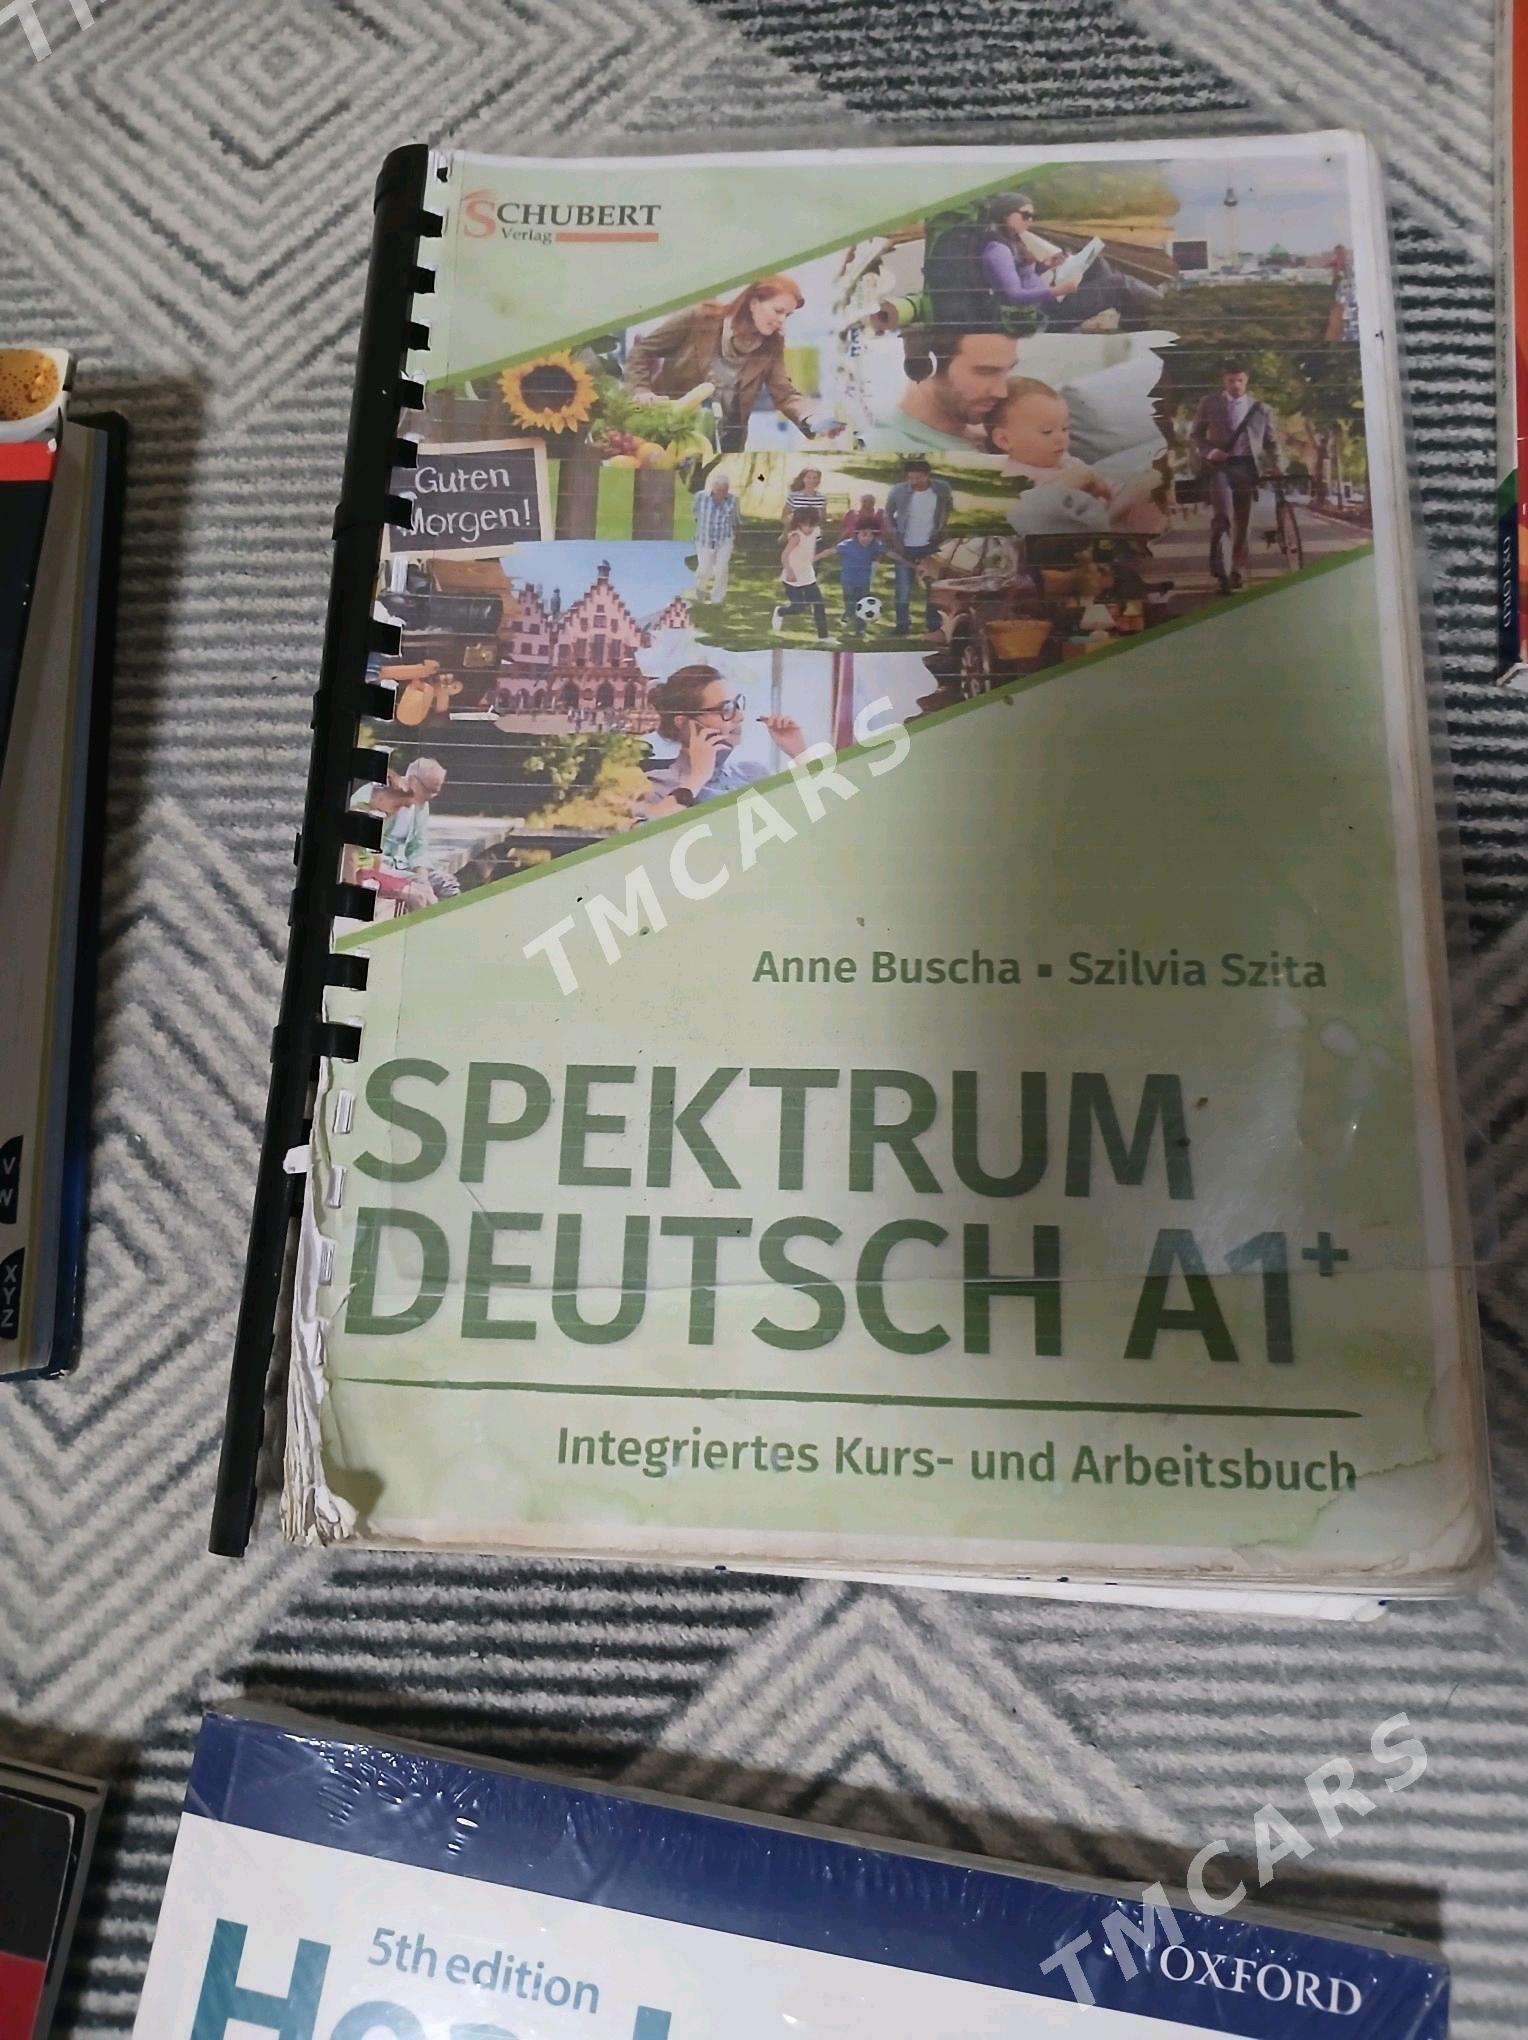 SCHUBERT
Verlag
Guten
Morgen!
TMCARS
Anne Buscha ▪ Szilvia Szita
SPEKTRUM
DEUTSCH A1+
Integriertes Kurs- und Arbeitsbuch
V
W
X
Y
Z
OXFORD
5th edition
OXFORD
TMCARS